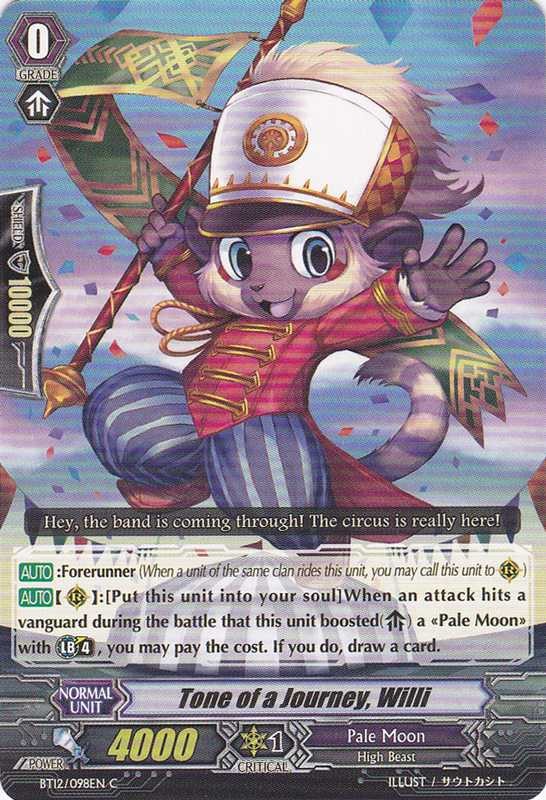 0
GRADE
SHIELD
10000
Hey, the band is coming through! The circus is really here!
AUTO :Forerunner (When a unit of the same clan rides this unit, you may call this unit to )
AUTO【 】:[Put this unit into your soul]When an attack hits a
vanguard during the battle that this unit boosted( ) a «Pale Moon»
with LB 4 , you may pay the cost. If you do, draw a card.
NORMAL
UNIT
Tone of a Journey, Willi
POWER
4000
1
CRITICAL
Pale Moon
High Beast
BT12/098EN C
ILLUST / サウトカシト